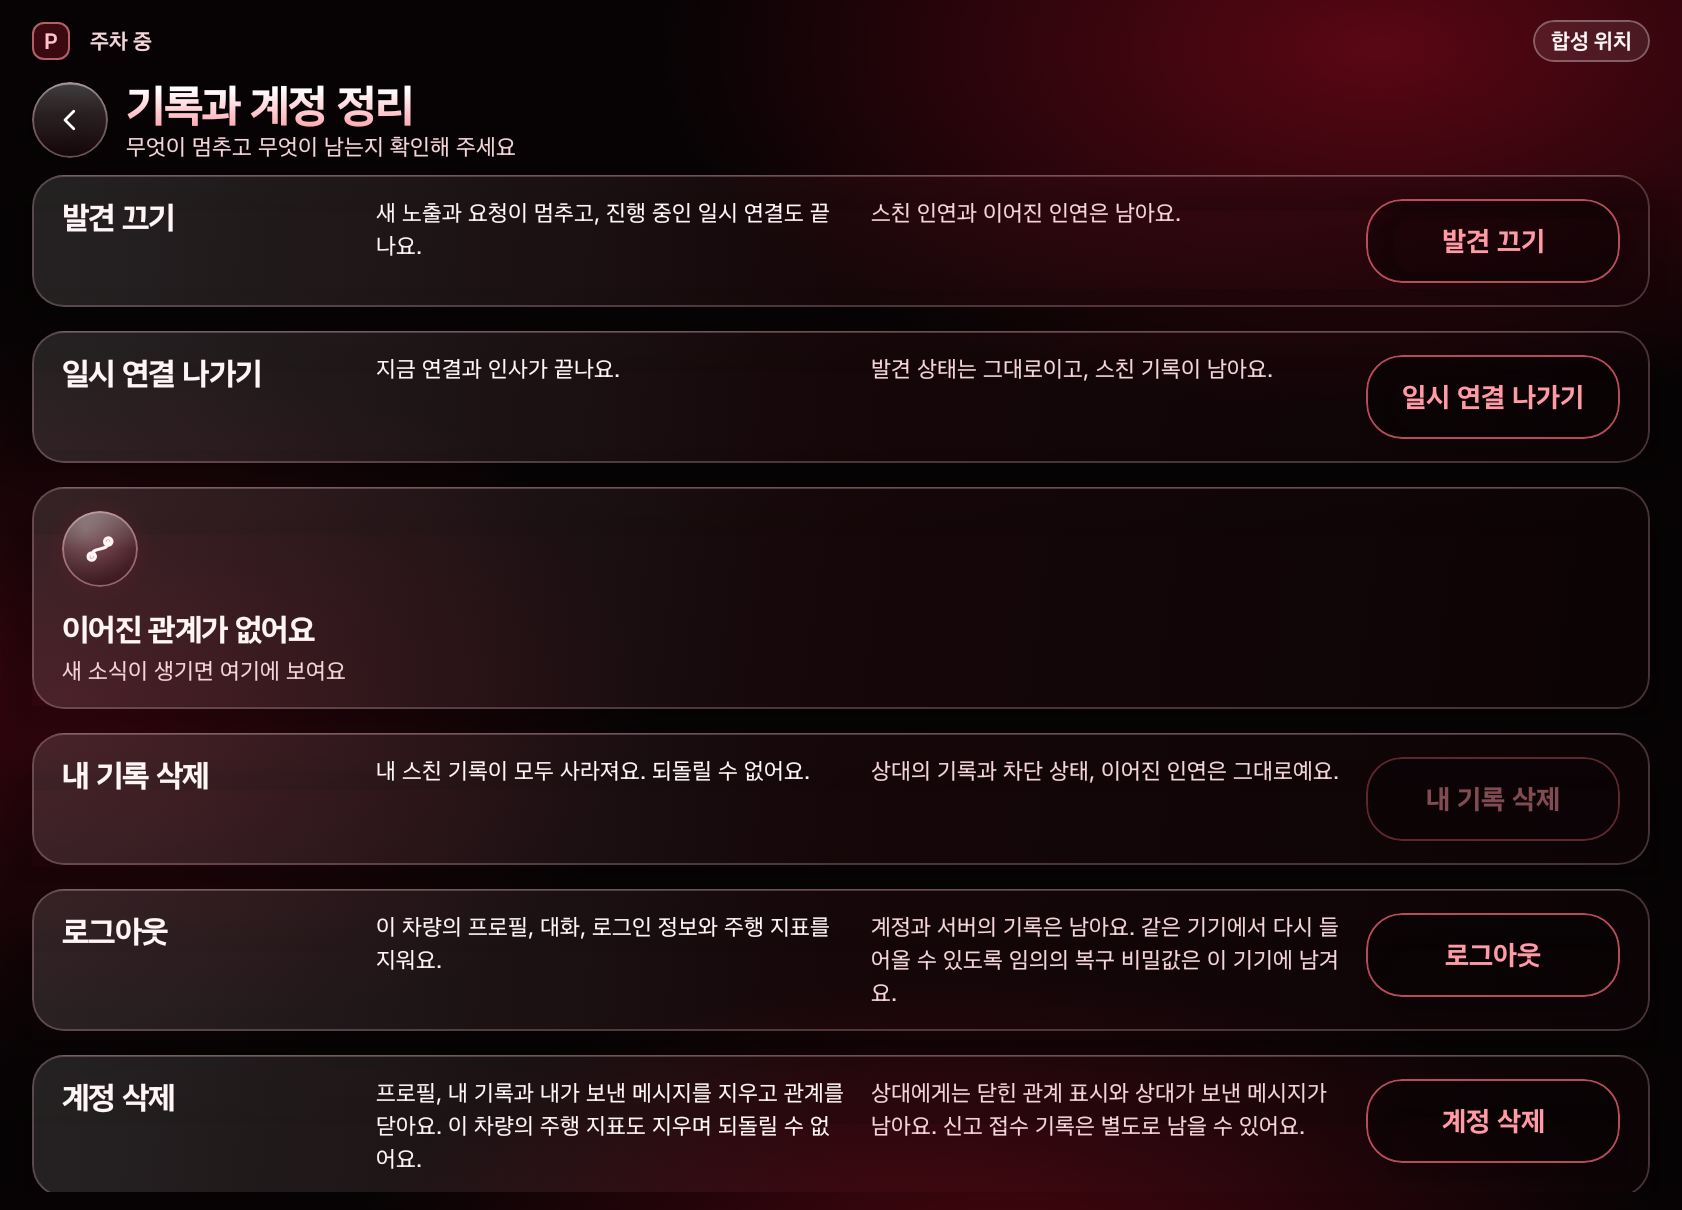 P 주차 중
합성 위치
기록과 계정 정리
무엇이 멈추고 무엇이 남는지 확인해 주세요
발견 끄기
새 노출과 요청이 멈추고, 진행 중인 일시 연결도 끝
나요.
스친 인연과 이어진 인연은 남아요.
발견 끄기
일시 연결 나가기
지금 연결과 인사가 끝나요.
발견 상태는 그대로이고, 스친 기록이 남아요.
일시 연결 나가기
이어진 관계가 없어요
새 소식이 생기면 여기에 보여요
내 기록 삭제
내 스친 기록이 모두 사라져요. 되돌릴 수 없어요.
상대의 기록과 차단 상태, 이어진 인연은 그대로예요.
내 기록 삭제
로그아웃
이 차량의 프로필, 대화, 로그인 정보와 주행 지표를
지워요.
계정과 서버의 기록은 남아요. 같은 기기에서 다시 들
어올 수 있도록 임의의 복구 비밀값은 이 기기에 남겨
요.
로그아웃
계정 삭제
프로필, 내 기록과 내가 보낸 메시지를 지우고 관계를
닫아요. 이 차량의 주행 지표도 지우며 되돌릴 수 없
어요.
상대에게는 닫힌 관계 표시와 상대가 보낸 메시지가
남아요. 신고 접수 기록은 별도로 남을 수 있어요.
계정 삭제